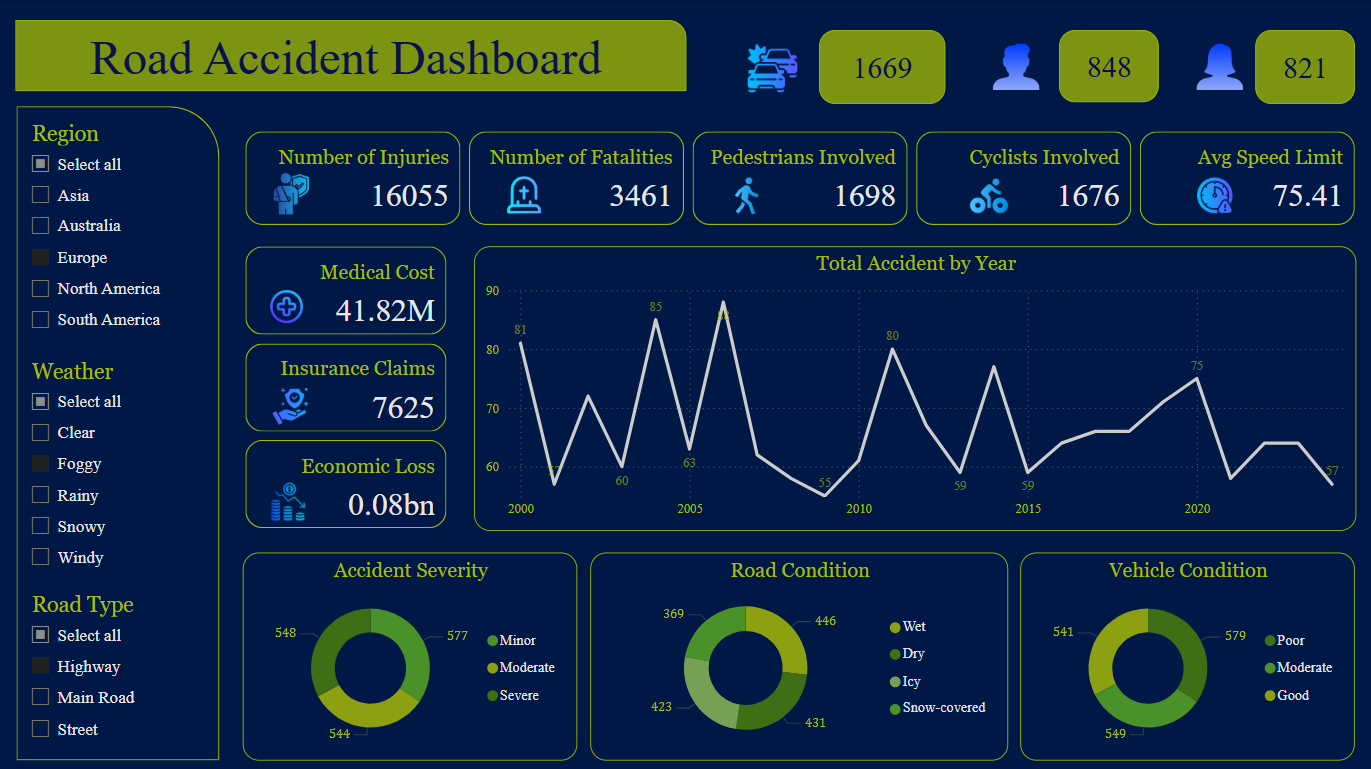 Road Accident Dashboard
1669
848
821
Region
Select all
Asia
Australia
Europe
North America
South America
Weather
Select all
Clear
Foggy
Rainy
Snowy
Windy
Road Type
Select all
Highway
Main Road
Street
Number of Injuries
16055
Number of Fatalities
3461
Pedestrians Involved
1698
Cyclists Involved
1676
Avg Speed Limit
75.41
Medical Cost
41.82M
Insurance Claims
7625
Economic Loss
0.08bn
Total Accident by Year
90
80
70
60
81
57
60
85
63
88
55
80
59
59
75
57
2000
2005
2010
2015
2020
Accident Severity
548
577
544
Minor
Moderate
Severe
Road Condition
369
446
423
431
Wet
Dry
Icy
Snow-covered
Vehicle Condition
541
579
549
Poor
Moderate
Good